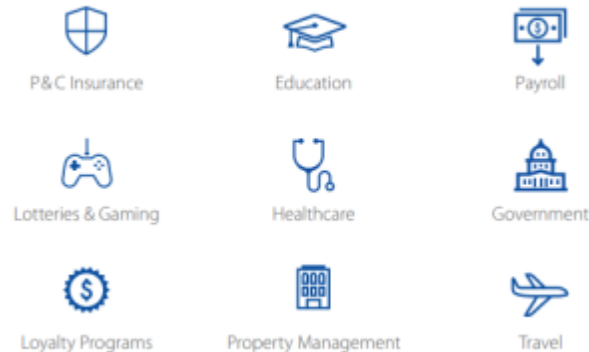 P&C Insurance
Education
Payroll
Lotteries & Gaming
Healthcare
Government
Loyalty Programs
Property Management
Travel